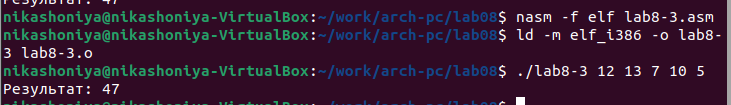 Результат: 47
nikashoniya@nikashoniya-VirtualBox:~/work/arch-pc/lab08$ nasm -f elf lab8-3.asm
nikashoniya@nikashoniya-VirtualBox:~/work/arch-pc/lab08$ ld -m elf_i386 -o lab8-
3 lab8-3.o
nikashoniya@nikashoniya-VirtualBox:~/work/arch-pc/lab08$ ./lab8-3 12 13 7 10 5
Результат: 47
nikashoniya@nikashoniya-VirtualBox:~/work/arch-pc/lab08$